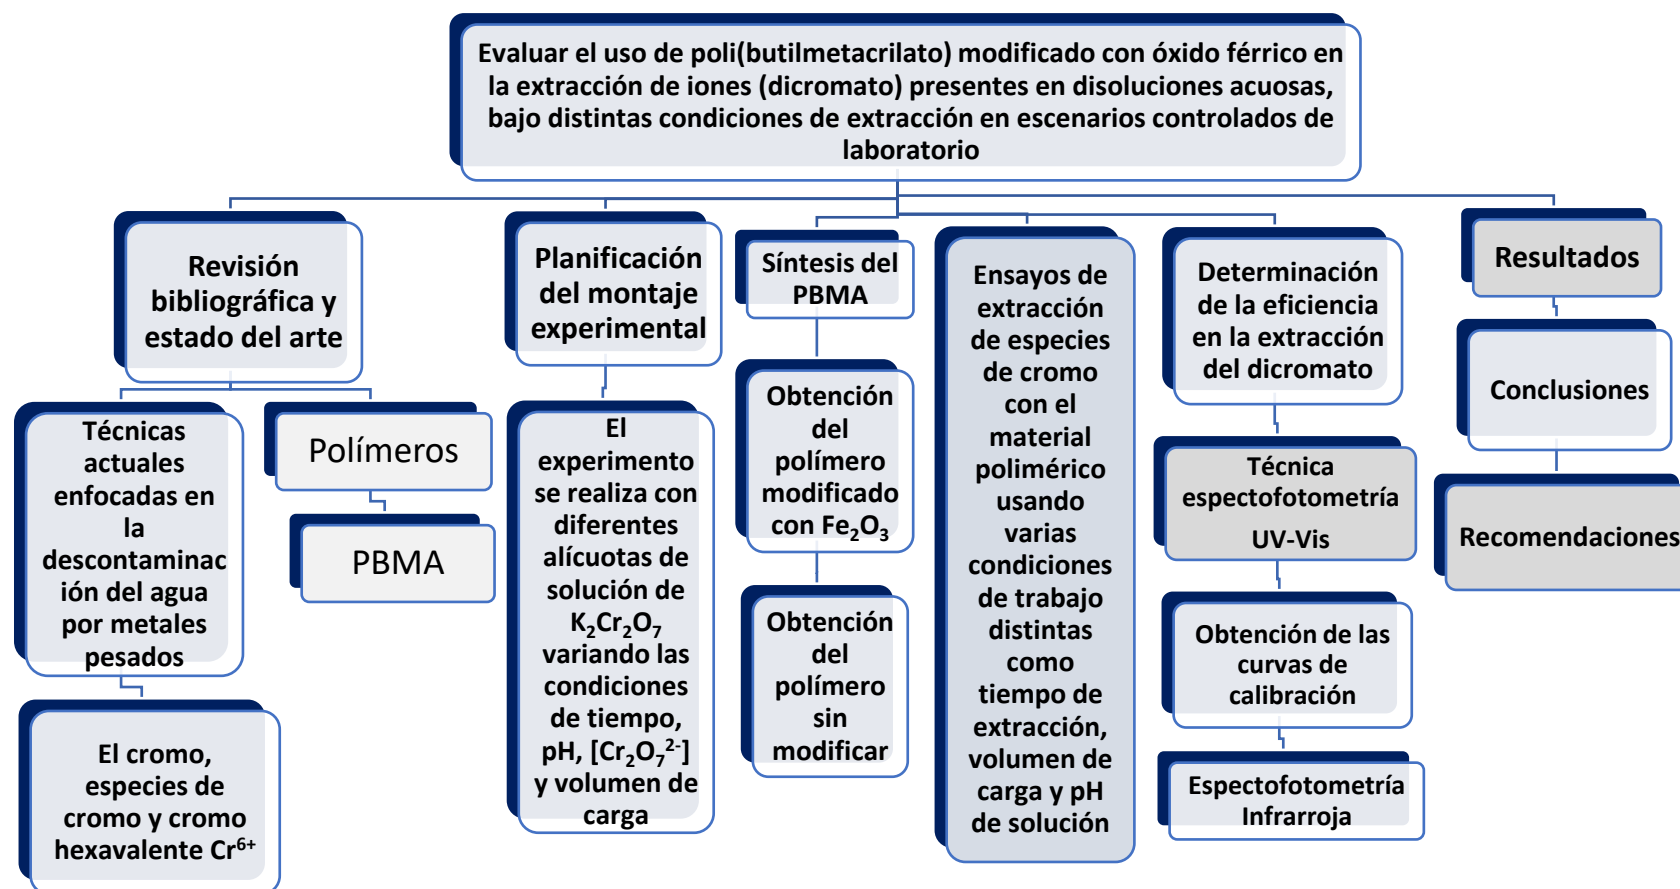 Evaluar el uso de poli(butilmetacrilato) modificado con óxido férrico en
la extracción de iones (dicromato) presentes en disoluciones acuosas,
bajo distintas condiciones de extracción en escenarios controlados de
laboratorio
Revisión
bibliográfica y
estado del arte
Técnicas
actuales
enfocadas en
la
descontaminac
ión del agua
por metales
pesados
El cromo,
especies de
cromo y cromo
hexavalente Cr⁶⁺
Polímeros
PBMA
Planificación
del montaje
experimental
El
experimento
se realiza con
diferentes
alícuotas de
solución de
K₂Cr₂O₇
variando las
condiciones
de tiempo,
pH, [Cr₂O₇²⁻]
y volumen de
carga
Síntesis del
PBMA
Obtención
del
polímero
modificado
con Fe₂O₃
Obtención
del
polímero
sin
modificar
Ensayos de
extracción
de especies
de cromo
con el
material
polimérico
usando
varias
condiciones
de trabajo
distintas
como
tiempo de
extracción,
volumen de
carga y pH
de solución
Determinación
de la eficiencia
en la extracción
del dicromato
Técnica
espectofotometría
UV-Vis
Obtención de las
curvas de
calibración
Espectofotometría
Infrarroja
Resultados
Conclusiones
Recomendaciones